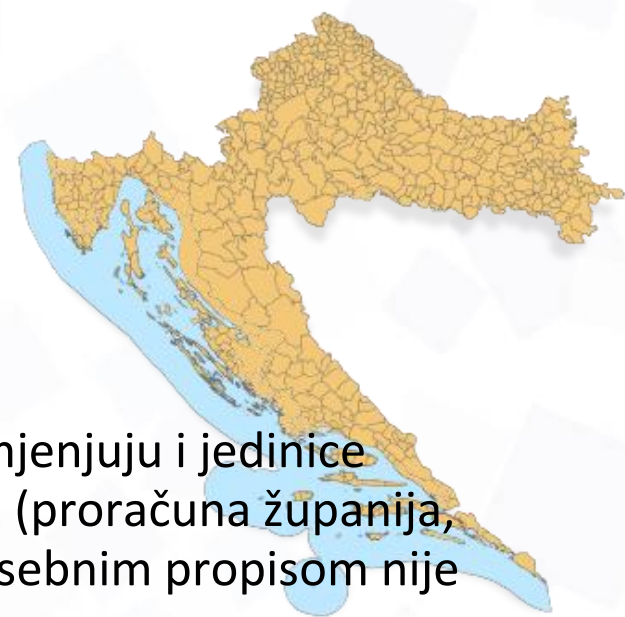 njenjuju i jedinice
(proračuna županija,
sebnim propisom nije